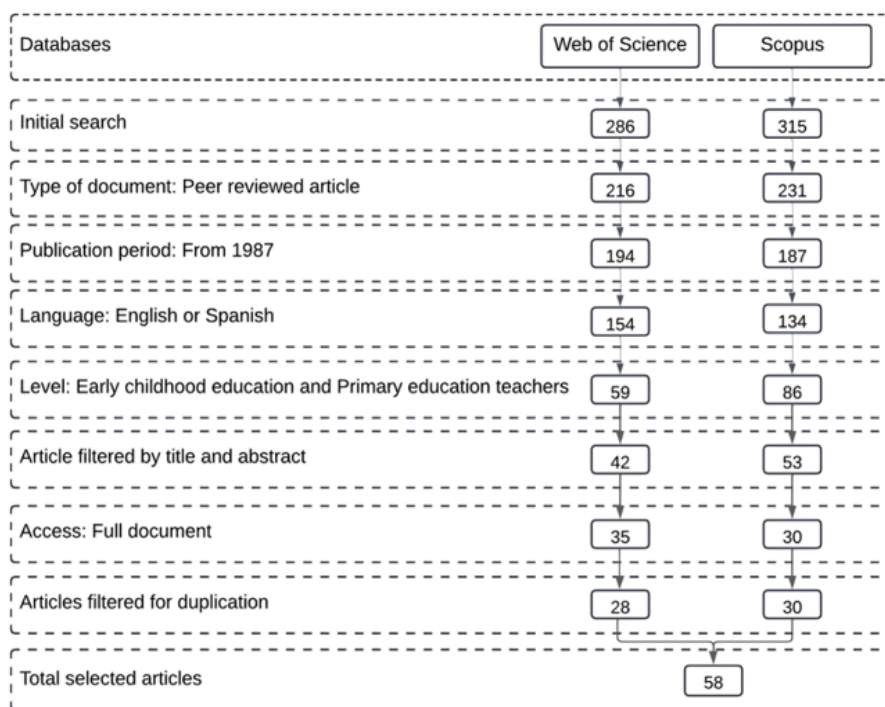 Databases Web of Science Scopus
Initial search 286 315
Type of document: Peer reviewed article 216 231
Publication period: From 1987 194 187
Language: English or Spanish 154 134
Level: Early childhood education and Primary education teachers 59 86
Article filtered by title and abstract 42 53
Access: Full document 35 30
Articles filtered for duplication 28 30
Total selected articles 58